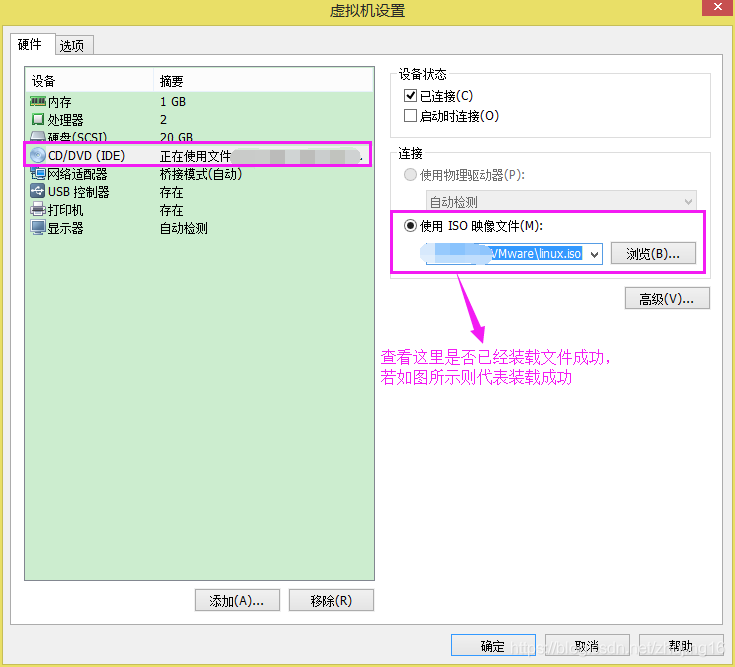 虚拟机设置
硬件 选项
设备 摘要
内存 1 GB
处理器 2
硬盘(SCSI) 20 GB
CD/DVD (IDE) 正在使用文件
网络适配器 桥接模式(自动)
USB 控制器 存在
打印机 存在
显示器 自动检测
添加(A)... 移除(R)
设备状态
已连接(C)
启动时连接(O)
连接
使用物理驱动器(P):
自动检测
使用 ISO 映像文件(M):
VMware\linux.iso 浏览(B)...
高级(V)...
查看这里是否已经装载文件成功，
若如图所示则代表装载成功
确定 取消 帮助